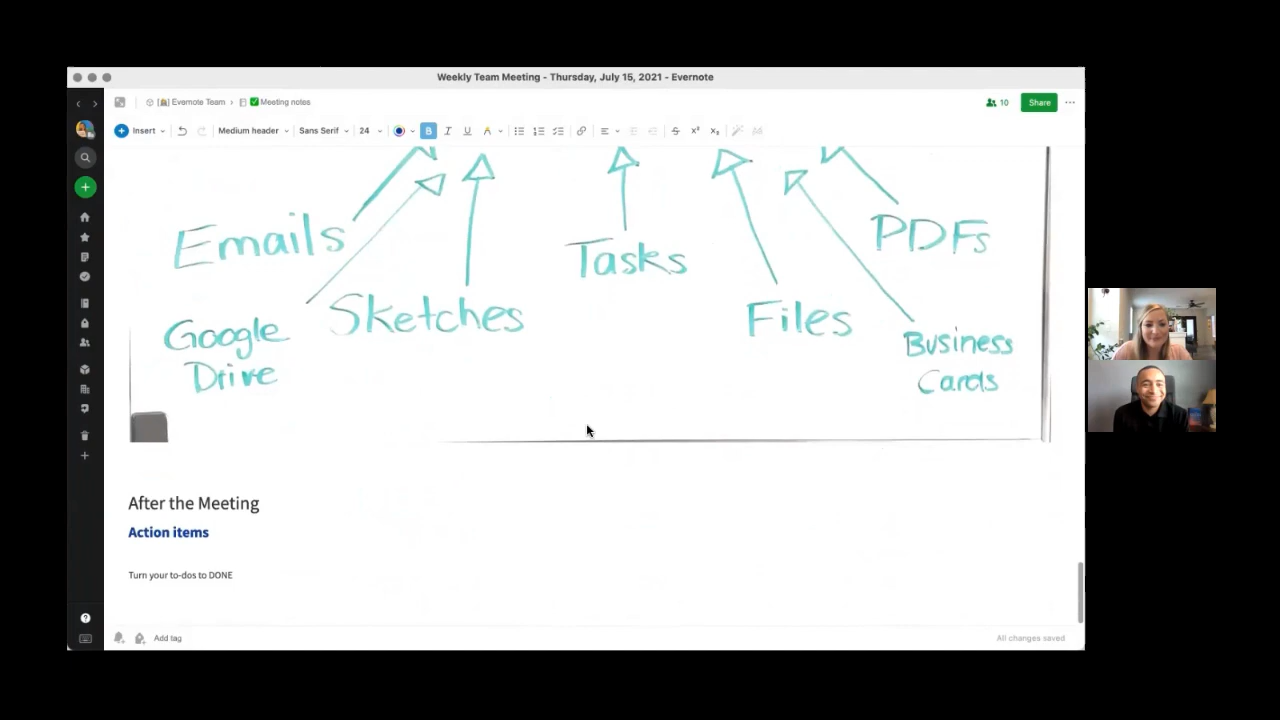 Weekly Team Meeting - Thursday, July 15, 2021 - Evernote
Evernote Team › Meeting notes
10
Share
Insert
Medium header
Sans Serif
24
B I U A
Emails
Tasks
PDFs
Google
Drive
Sketches
Files
Business
Cards
After the Meeting
Action items
Turn your to-dos to DONE
Add tag
All changes saved